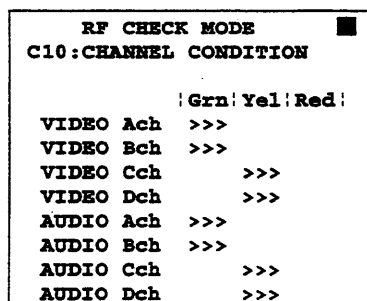 RF CHECK MODE
C10:CHANNEL CONDITION
|Grn|Yel|Red|
VIDEO Ach >>>
VIDEO Bch >>>
VIDEO Cch >>>
VIDEO Dch >>>
AUDIO Ach >>>
AUDIO Bch >>>
AUDIO Cch >>>
AUDIO Dch >>>